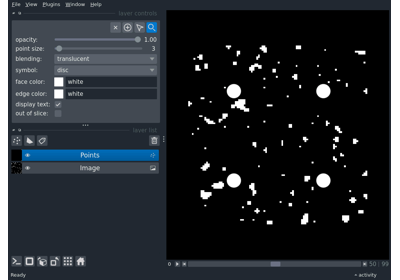 File View Plugins Window Help
layer controls
opacity: 1.00
point size: 3
blending: translucent
symbol: disc
face color: white
edge color: white
display text:
out of slice:
layer list
Points
Image
Ready
50 99
activity